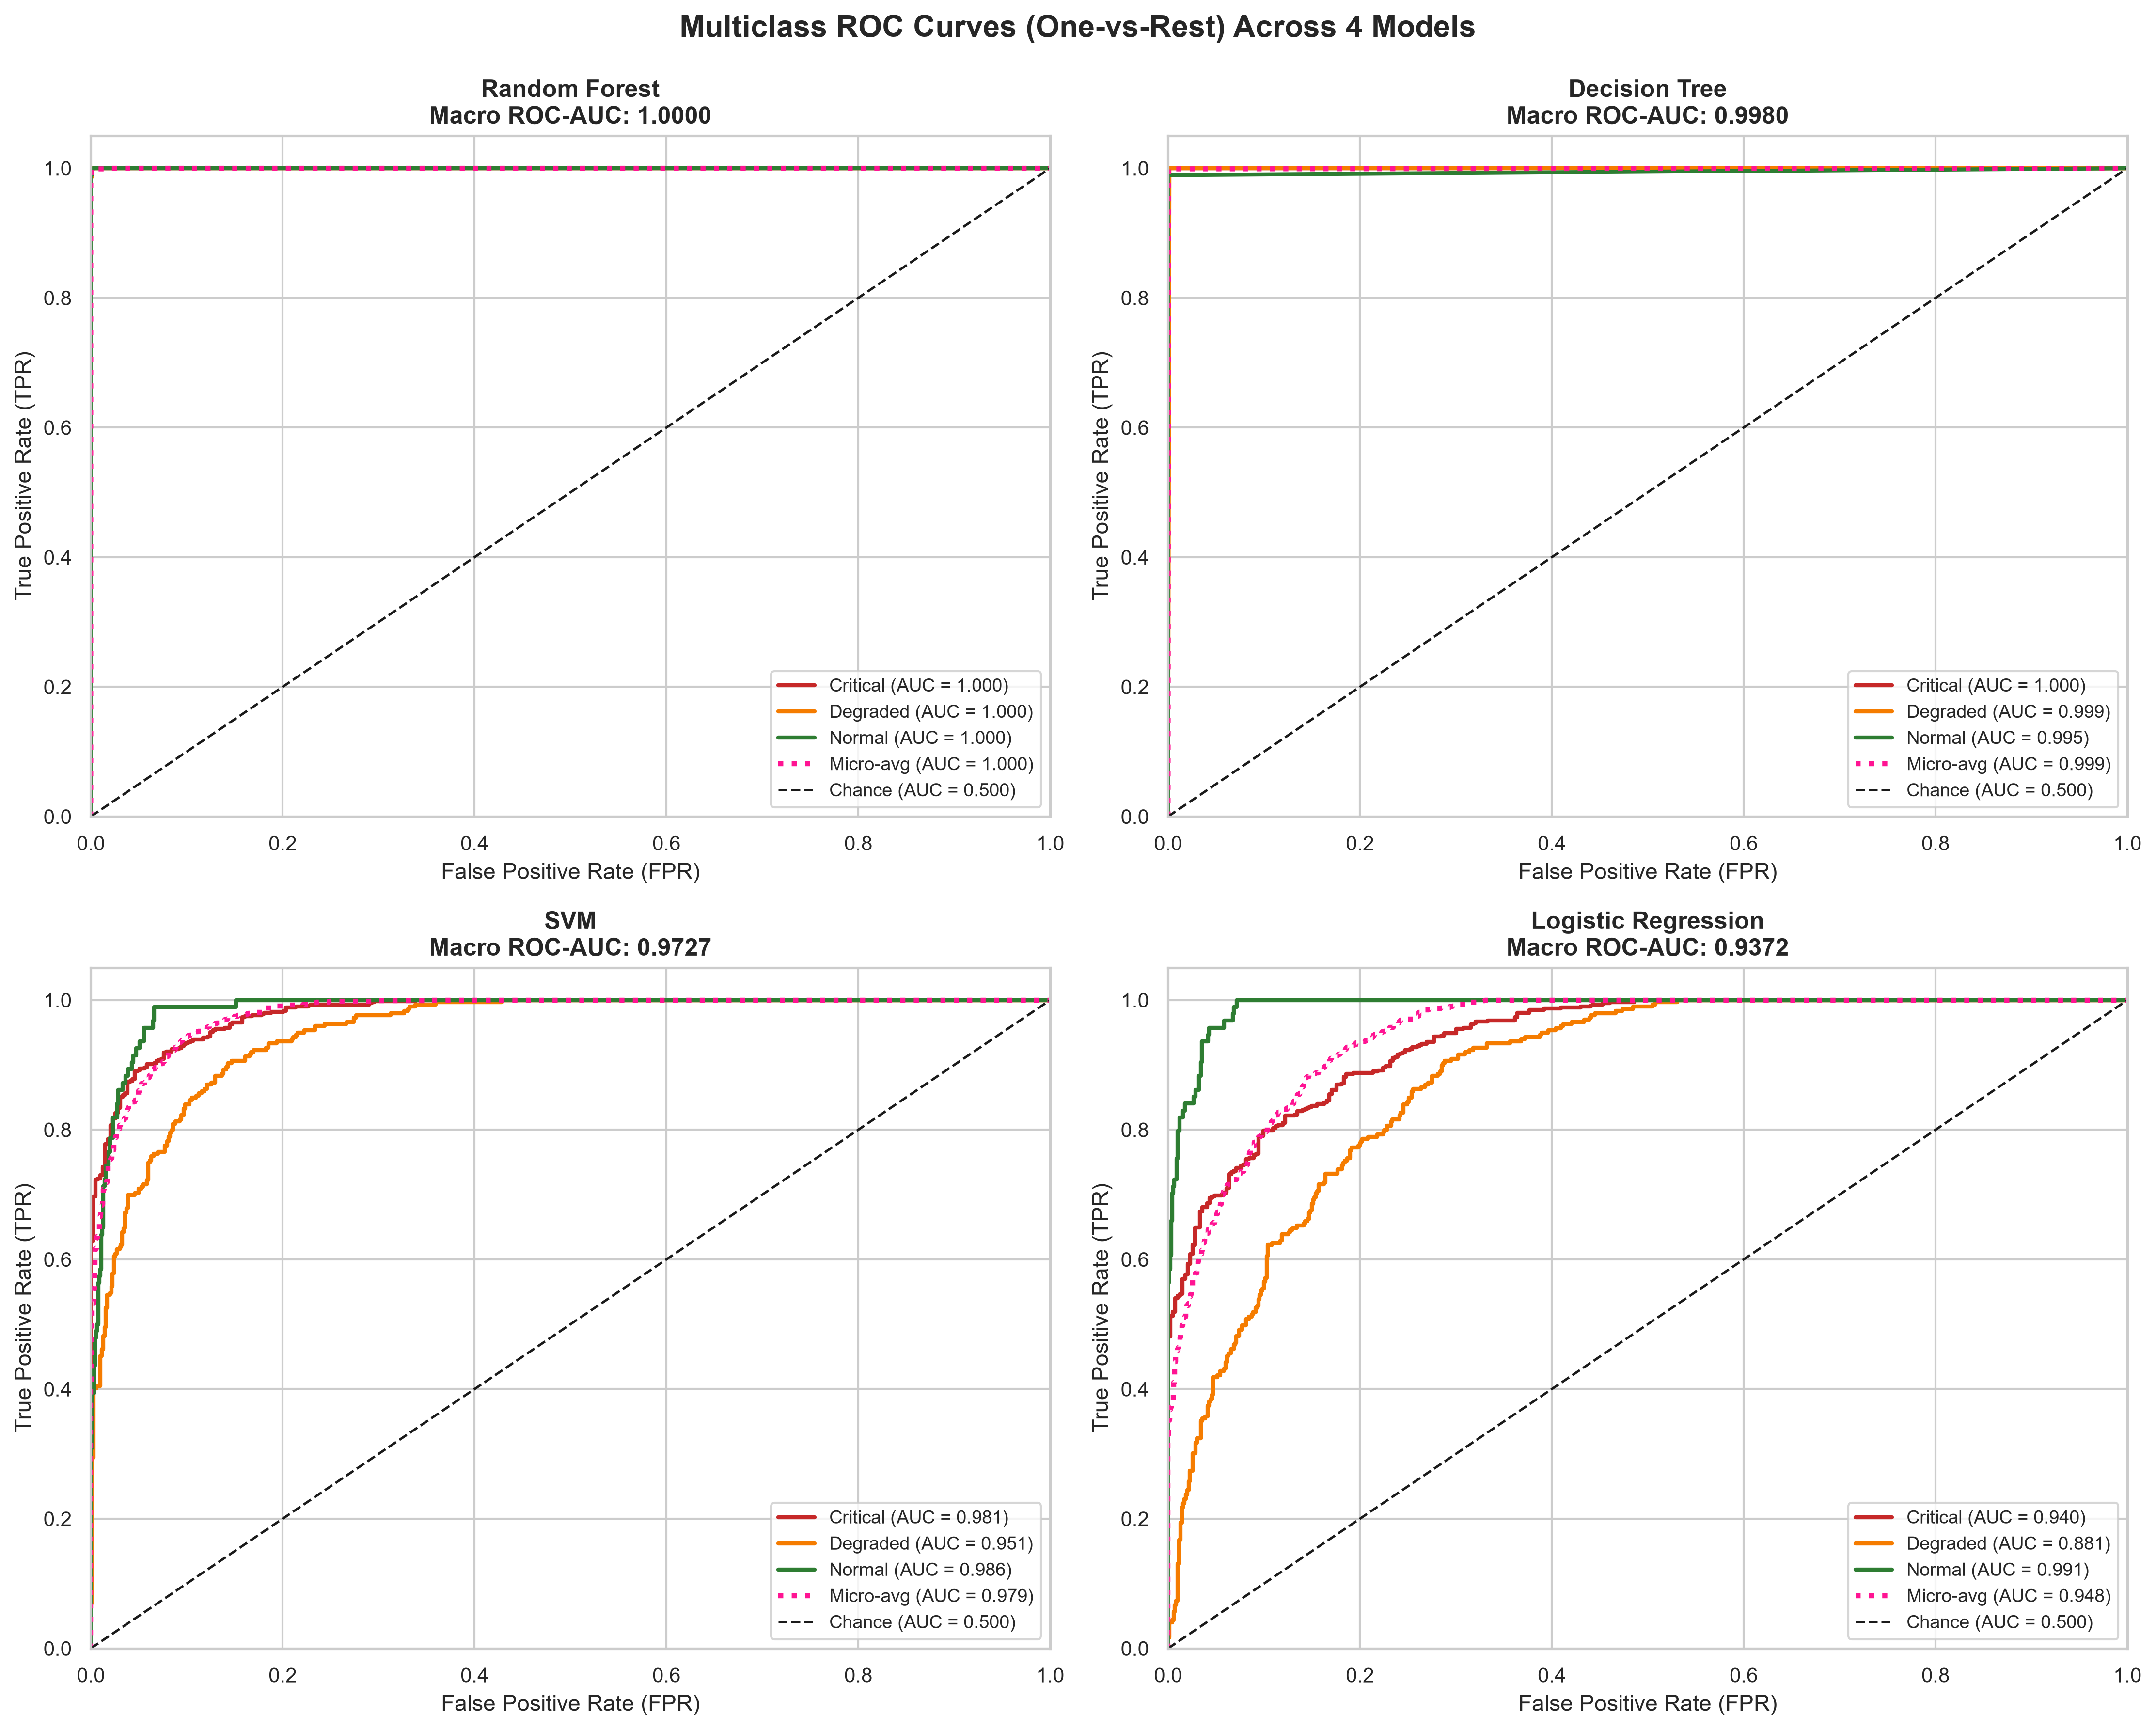 Multiclass ROC Curves (One-vs-Rest) Across 4 Models
Random Forest
Macro ROC-AUC: 1.0000
True Positive Rate (TPR)
1.0
0.8
0.6
0.4
0.2
0.0
Critical (AUC = 1.000)
Degraded (AUC = 1.000)
Normal (AUC = 1.000)
Micro-avg (AUC = 1.000)
Chance (AUC = 0.500)
0.0 0.2 0.4 0.6 0.8 1.0
False Positive Rate (FPR)
Decision Tree
Macro ROC-AUC: 0.9980
True Positive Rate (TPR)
1.0
0.8
0.6
0.4
0.2
0.0
Critical (AUC = 1.000)
Degraded (AUC = 0.999)
Normal (AUC = 0.995)
Micro-avg (AUC = 0.999)
Chance (AUC = 0.500)
0.0 0.2 0.4 0.6 0.8 1.0
False Positive Rate (FPR)
SVM
Macro ROC-AUC: 0.9727
True Positive Rate (TPR)
1.0
0.8
0.6
0.4
0.2
0.0
Critical (AUC = 0.981)
Degraded (AUC = 0.951)
Normal (AUC = 0.986)
Micro-avg (AUC = 0.979)
Chance (AUC = 0.500)
0.0 0.2 0.4 0.6 0.8 1.0
False Positive Rate (FPR)
Logistic Regression
Macro ROC-AUC: 0.9372
True Positive Rate (TPR)
1.0
0.8
0.6
0.4
0.2
0.0
Critical (AUC = 0.940)
Degraded (AUC = 0.881)
Normal (AUC = 0.991)
Micro-avg (AUC = 0.948)
Chance (AUC = 0.500)
0.0 0.2 0.4 0.6 0.8 1.0
False Positive Rate (FPR)